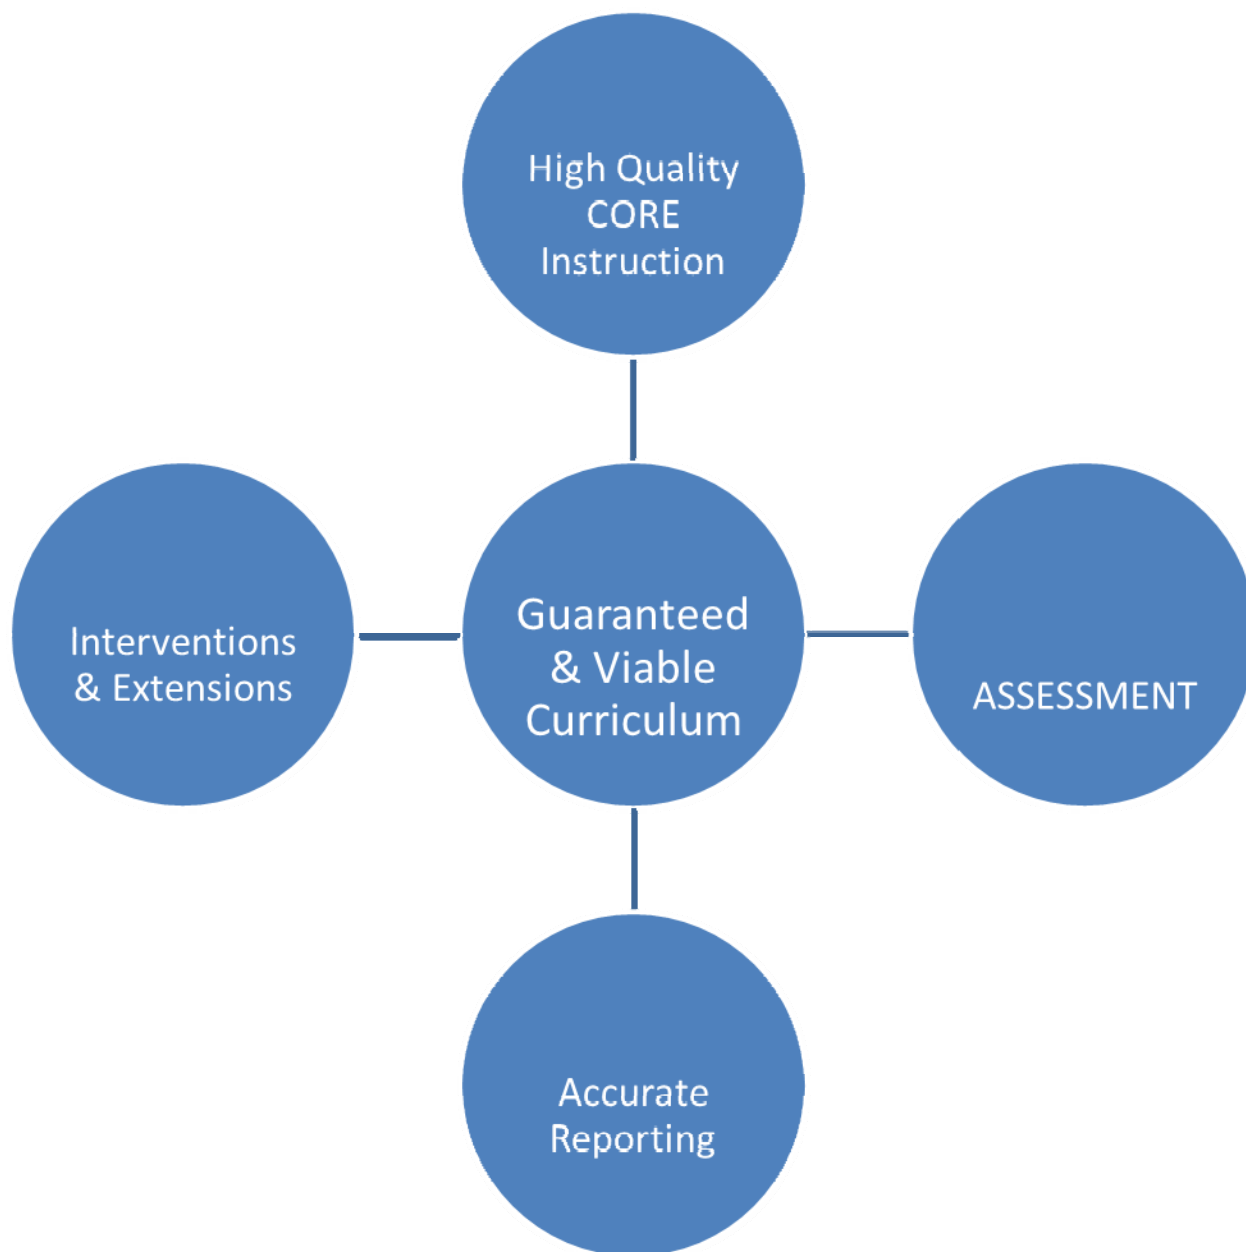 High Quality
CORE
Instruction
Interventions
& Extensions
Guaranteed
& Viable
Curriculum
ASSESSMENT
Accurate
Reporting